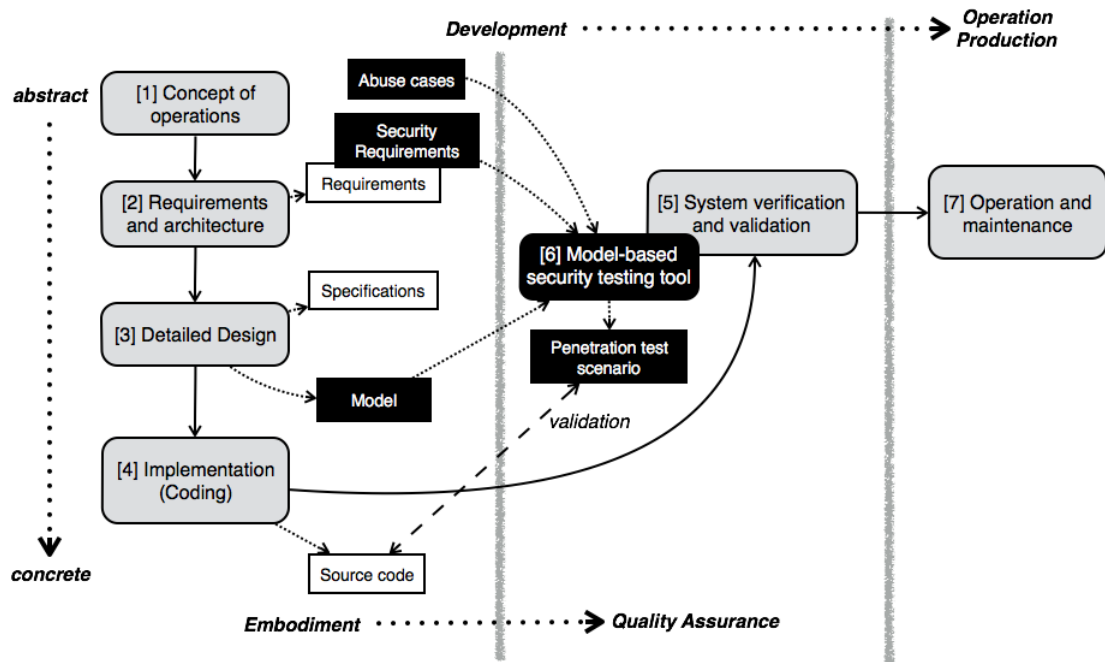 Development
Operation
Production
Abuse cases
abstract
[1] Concept of
operations
Security
Requirements
Requirements
[2] Requirements
and architecture
[5] System verification
and validation
[7] Operation and
maintenance
[6] Model-based
security testing tool
Specifications
[3] Detailed Design
Penetration test
scenario
Model
validation
[4] Implementation
(Coding)
concrete
Source code
Embodiment
Quality Assurance